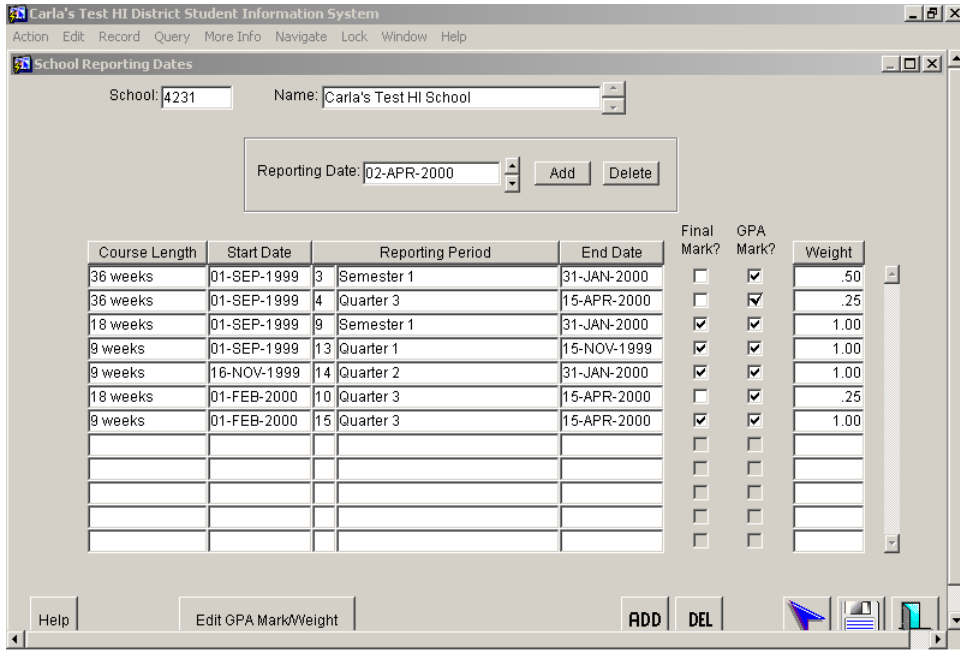 Carla's Test HI District Student Information System
Action Edit Record Query More Info Navigate Lock Window Help
School Reporting Dates
School: 4231 Name: Carla's Test HI School
Reporting Date: 02-APR-2000 Add Delete
Final GPA
Course Length Start Date Reporting Period End Date Mark? Mark? Weight
36 weeks 01-SEP-1999 3 Semester 1 31-JAN-2000 .50
36 weeks 01-SEP-1999 4 Quarter 3 15-APR-2000 .25
18 weeks 01-SEP-1999 9 Semester 1 31-JAN-2000 1.00
9 weeks 01-SEP-1999 13 Quarter 1 15-NOV-1999 1.00
9 weeks 16-NOV-1999 14 Quarter 2 31-JAN-2000 1.00
18 weeks 01-FEB-2000 10 Quarter 3 15-APR-2000 .25
9 weeks 01-FEB-2000 15 Quarter 3 15-APR-2000 1.00
Help Edit GPA Mark/Weight ADD DEL